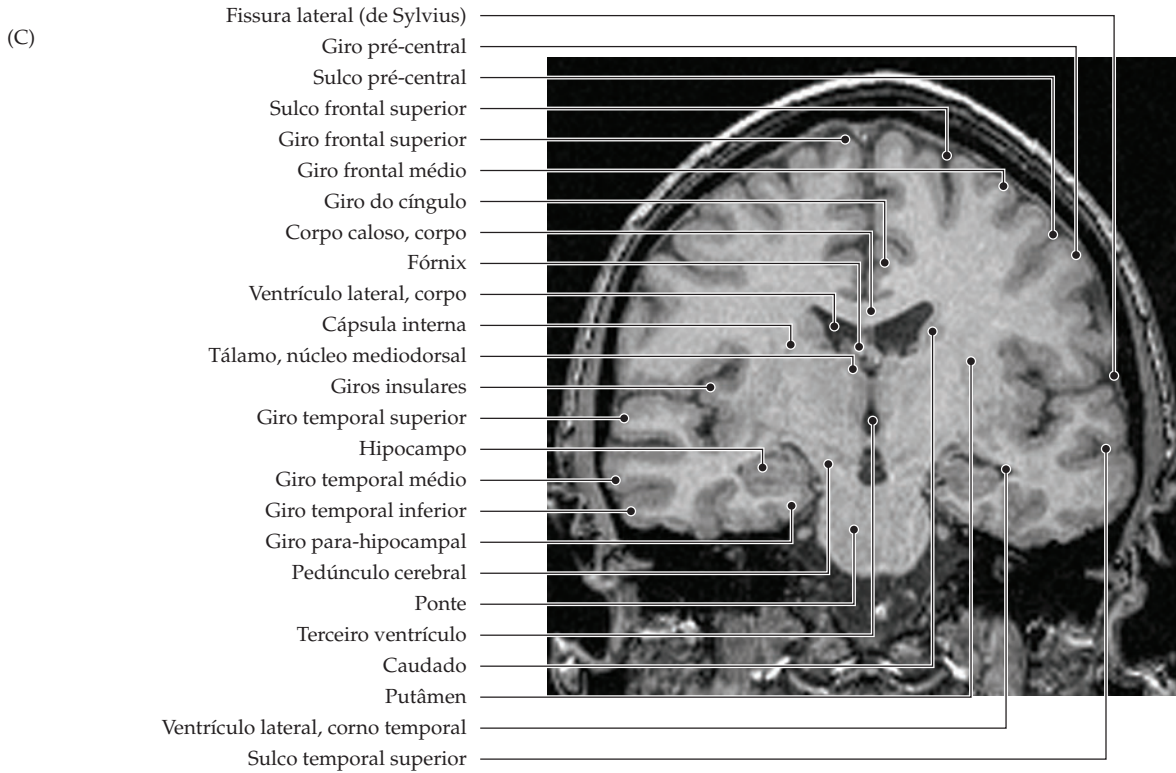 (C)
Fissura lateral (de Sylvius)
Giro pré-central
Sulco pré-central
Sulco frontal superior
Giro frontal superior
Giro frontal médio
Giro do cíngulo
Corpo caloso, corpo
Fórnix
Ventrículo lateral, corpo
Cápsula interna
Tálamo, núcleo mediodorsal
Giros insulares
Giro temporal superior
Hipocampo
Giro temporal médio
Giro temporal inferior
Giro para-hipocampal
Pedúnculo cerebral
Ponte
Terceiro ventrículo
Caudado
Putâmen
Ventrículo lateral, corno temporal
Sulco temporal superior